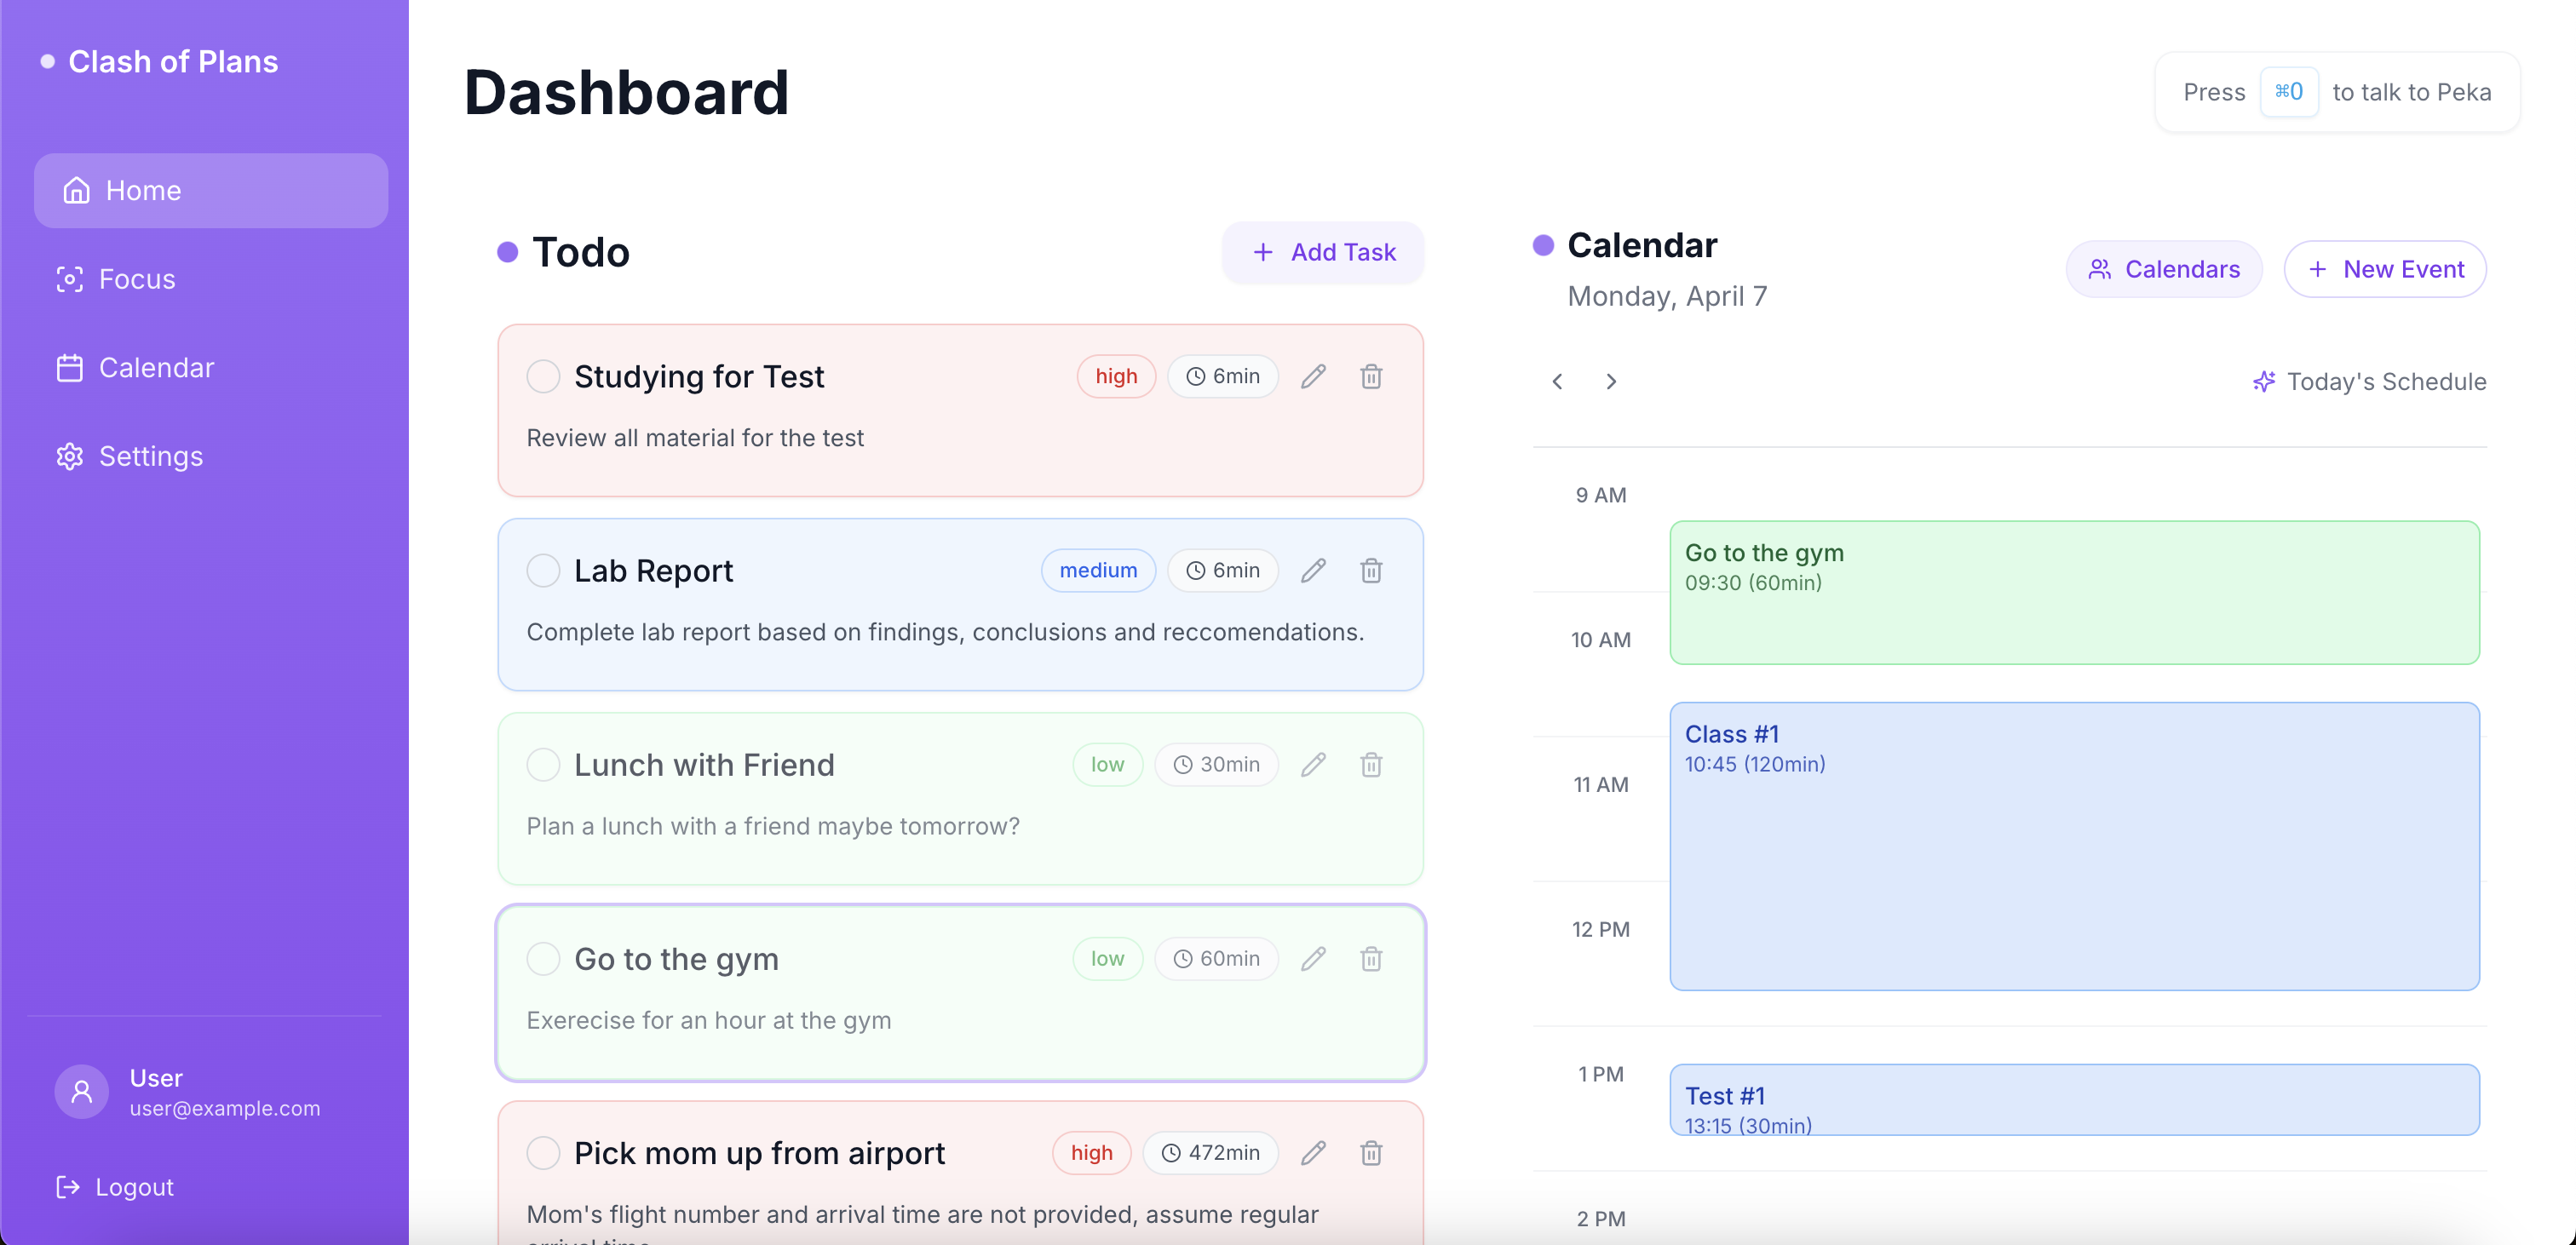 Clash of Plans
Home
Focus
Calendar
Settings
User
user@example.com
Logout
Dashboard
Press ⌘O to talk to Peka
Todo
+ Add Task
Studying for Test high 6min
Review all material for the test
Lab Report medium 6min
Complete lab report based on findings, conclusions and reccomendations.
Lunch with Friend low 30min
Plan a lunch with a friend maybe tomorrow?
Go to the gym low 60min
Exerecise for an hour at the gym
Pick mom up from airport high 472min
Mom's flight number and arrival time are not provided, assume regular
arrival time
Calendar
Monday, April 7
Calendars
+ New Event
Today's Schedule
9 AM
Go to the gym
09:30 (60min)
10 AM
Class #1
10:45 (120min)
11 AM
12 PM
1 PM
Test #1
13:15 (30min)
2 PM